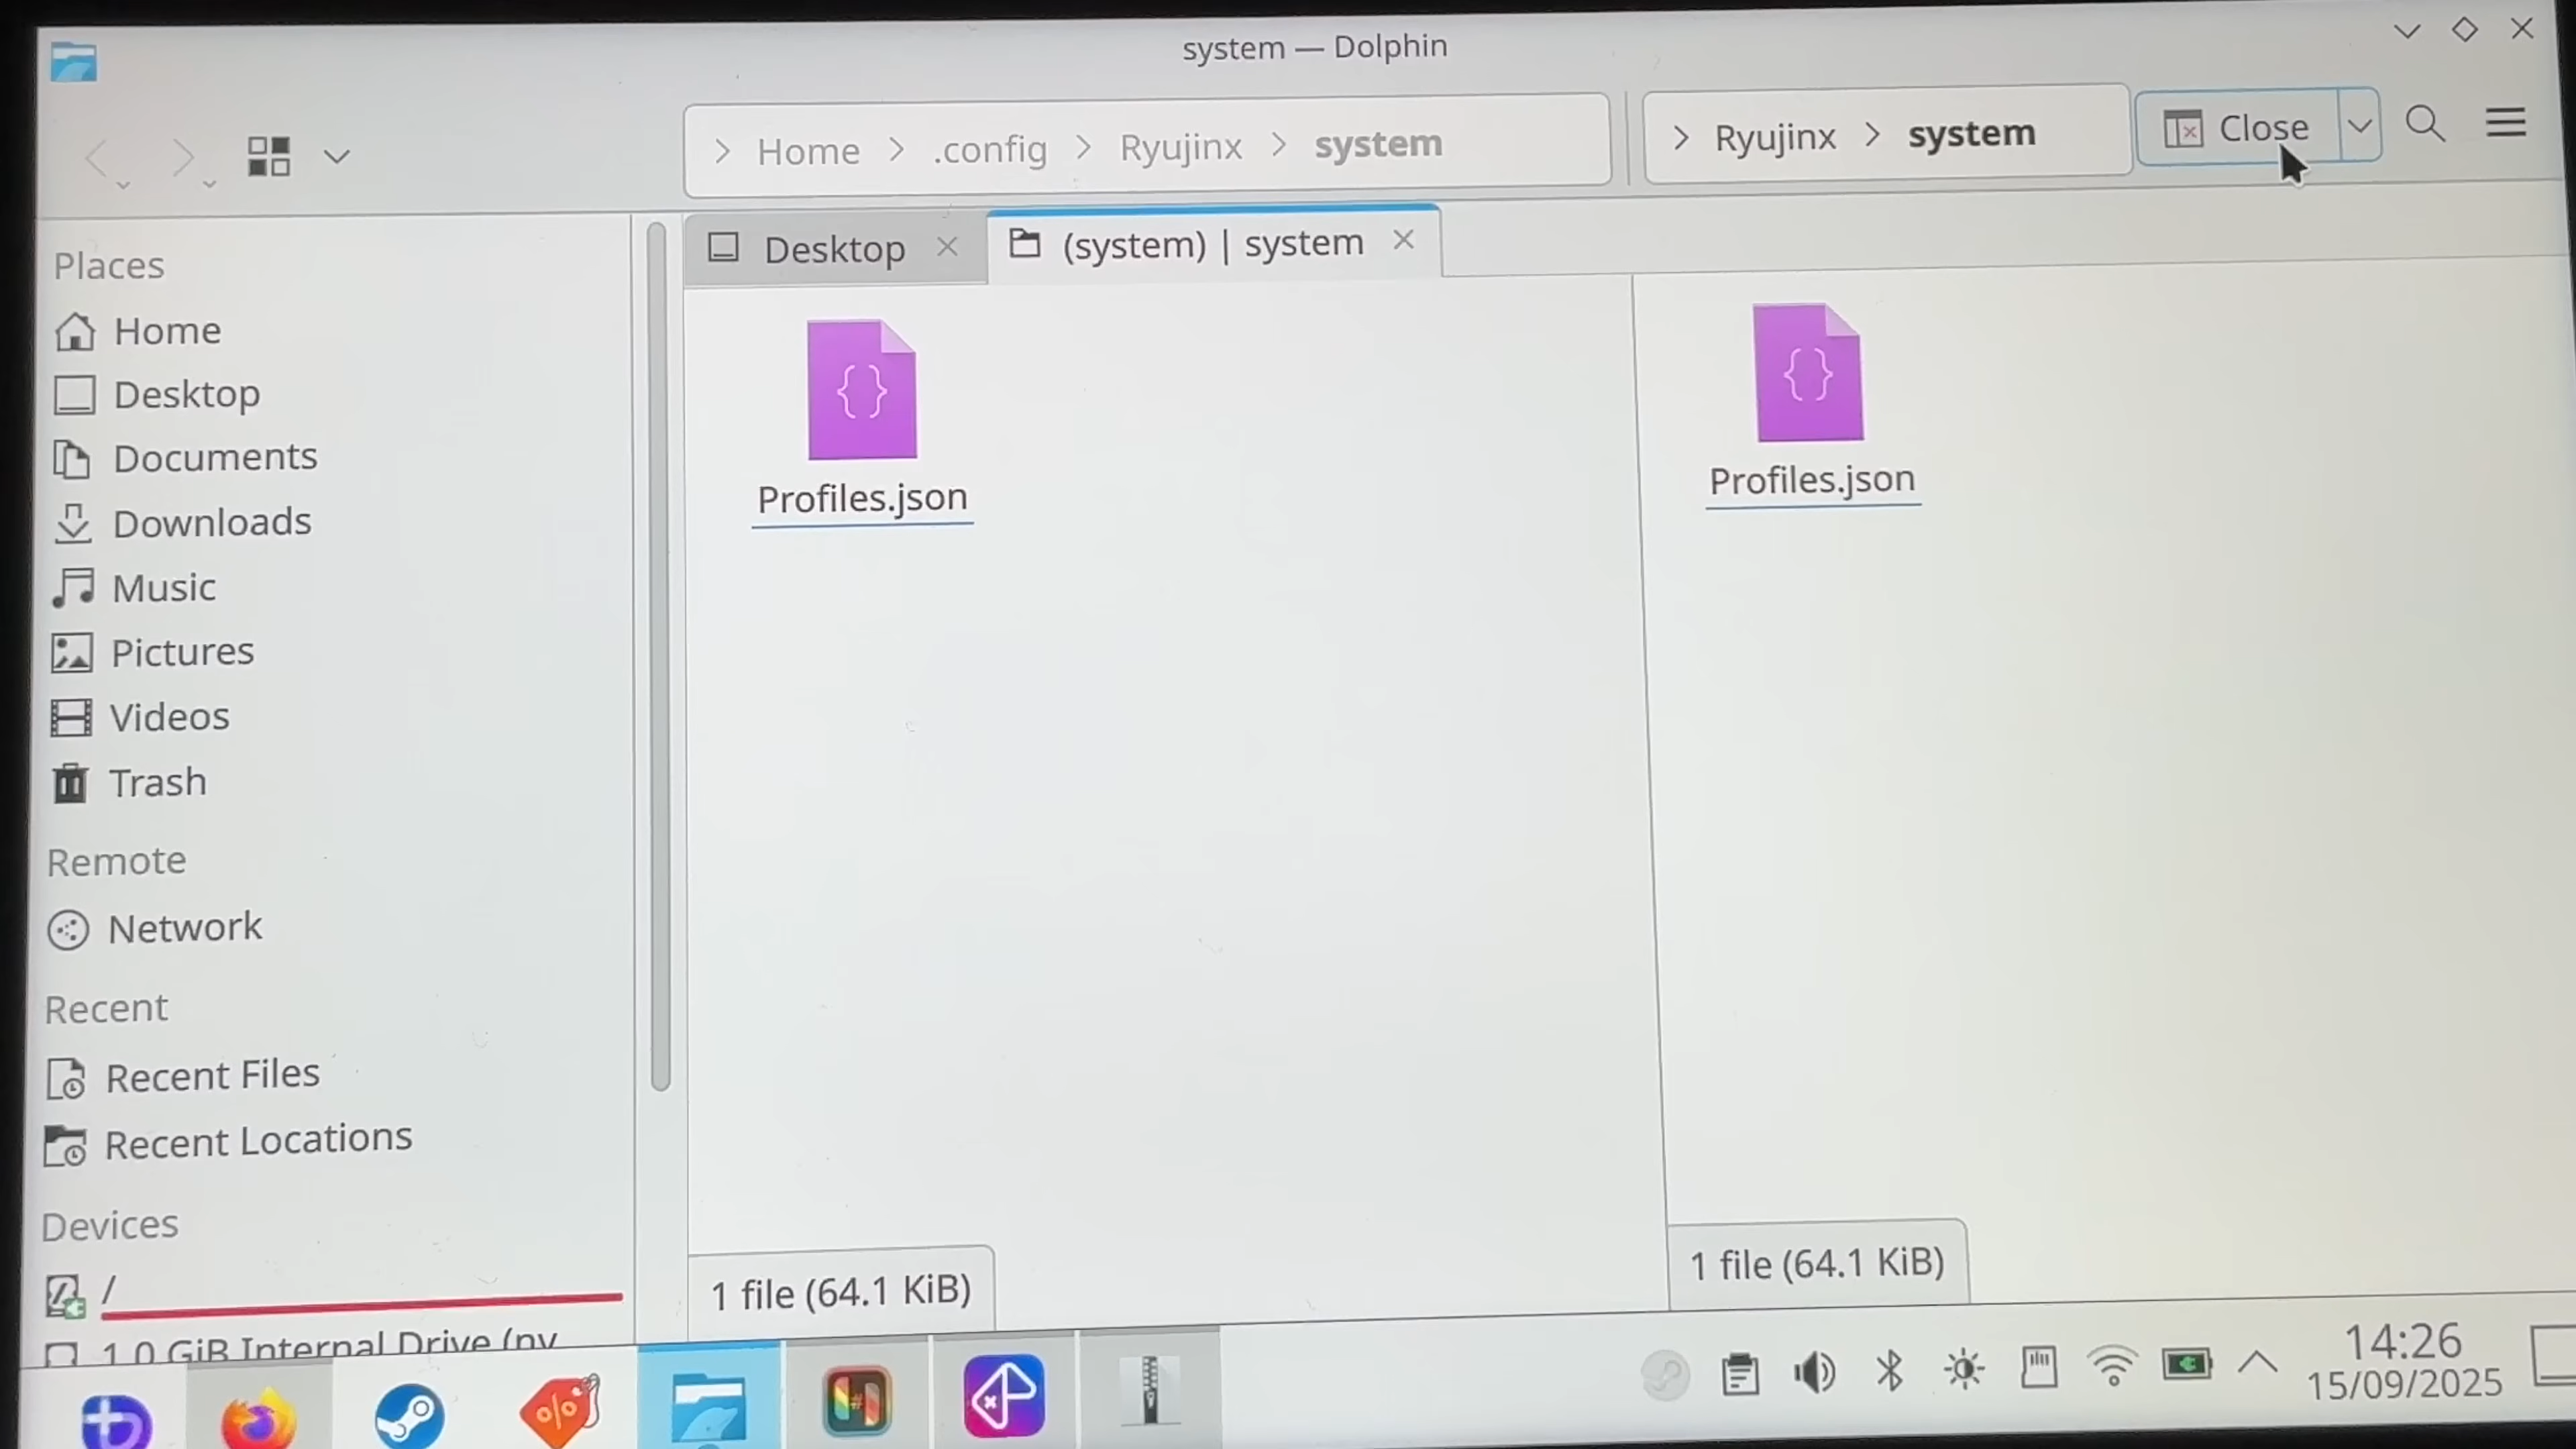 system — Dolphin
Home > .config > Ryujinx > system
> Ryujinx > system
Close
Desktop
(system) | system
Places
Home
Desktop
Documents
Downloads
Music
Pictures
Videos
Trash
Remote
Network
Recent
Recent Files
Recent Locations
Devices
/
1.0 GiB Internal Drive (nv
Profiles.json
1 file (64.1 KiB)
Profiles.json
1 file (64.1 KiB)
14:26
15/09/2025